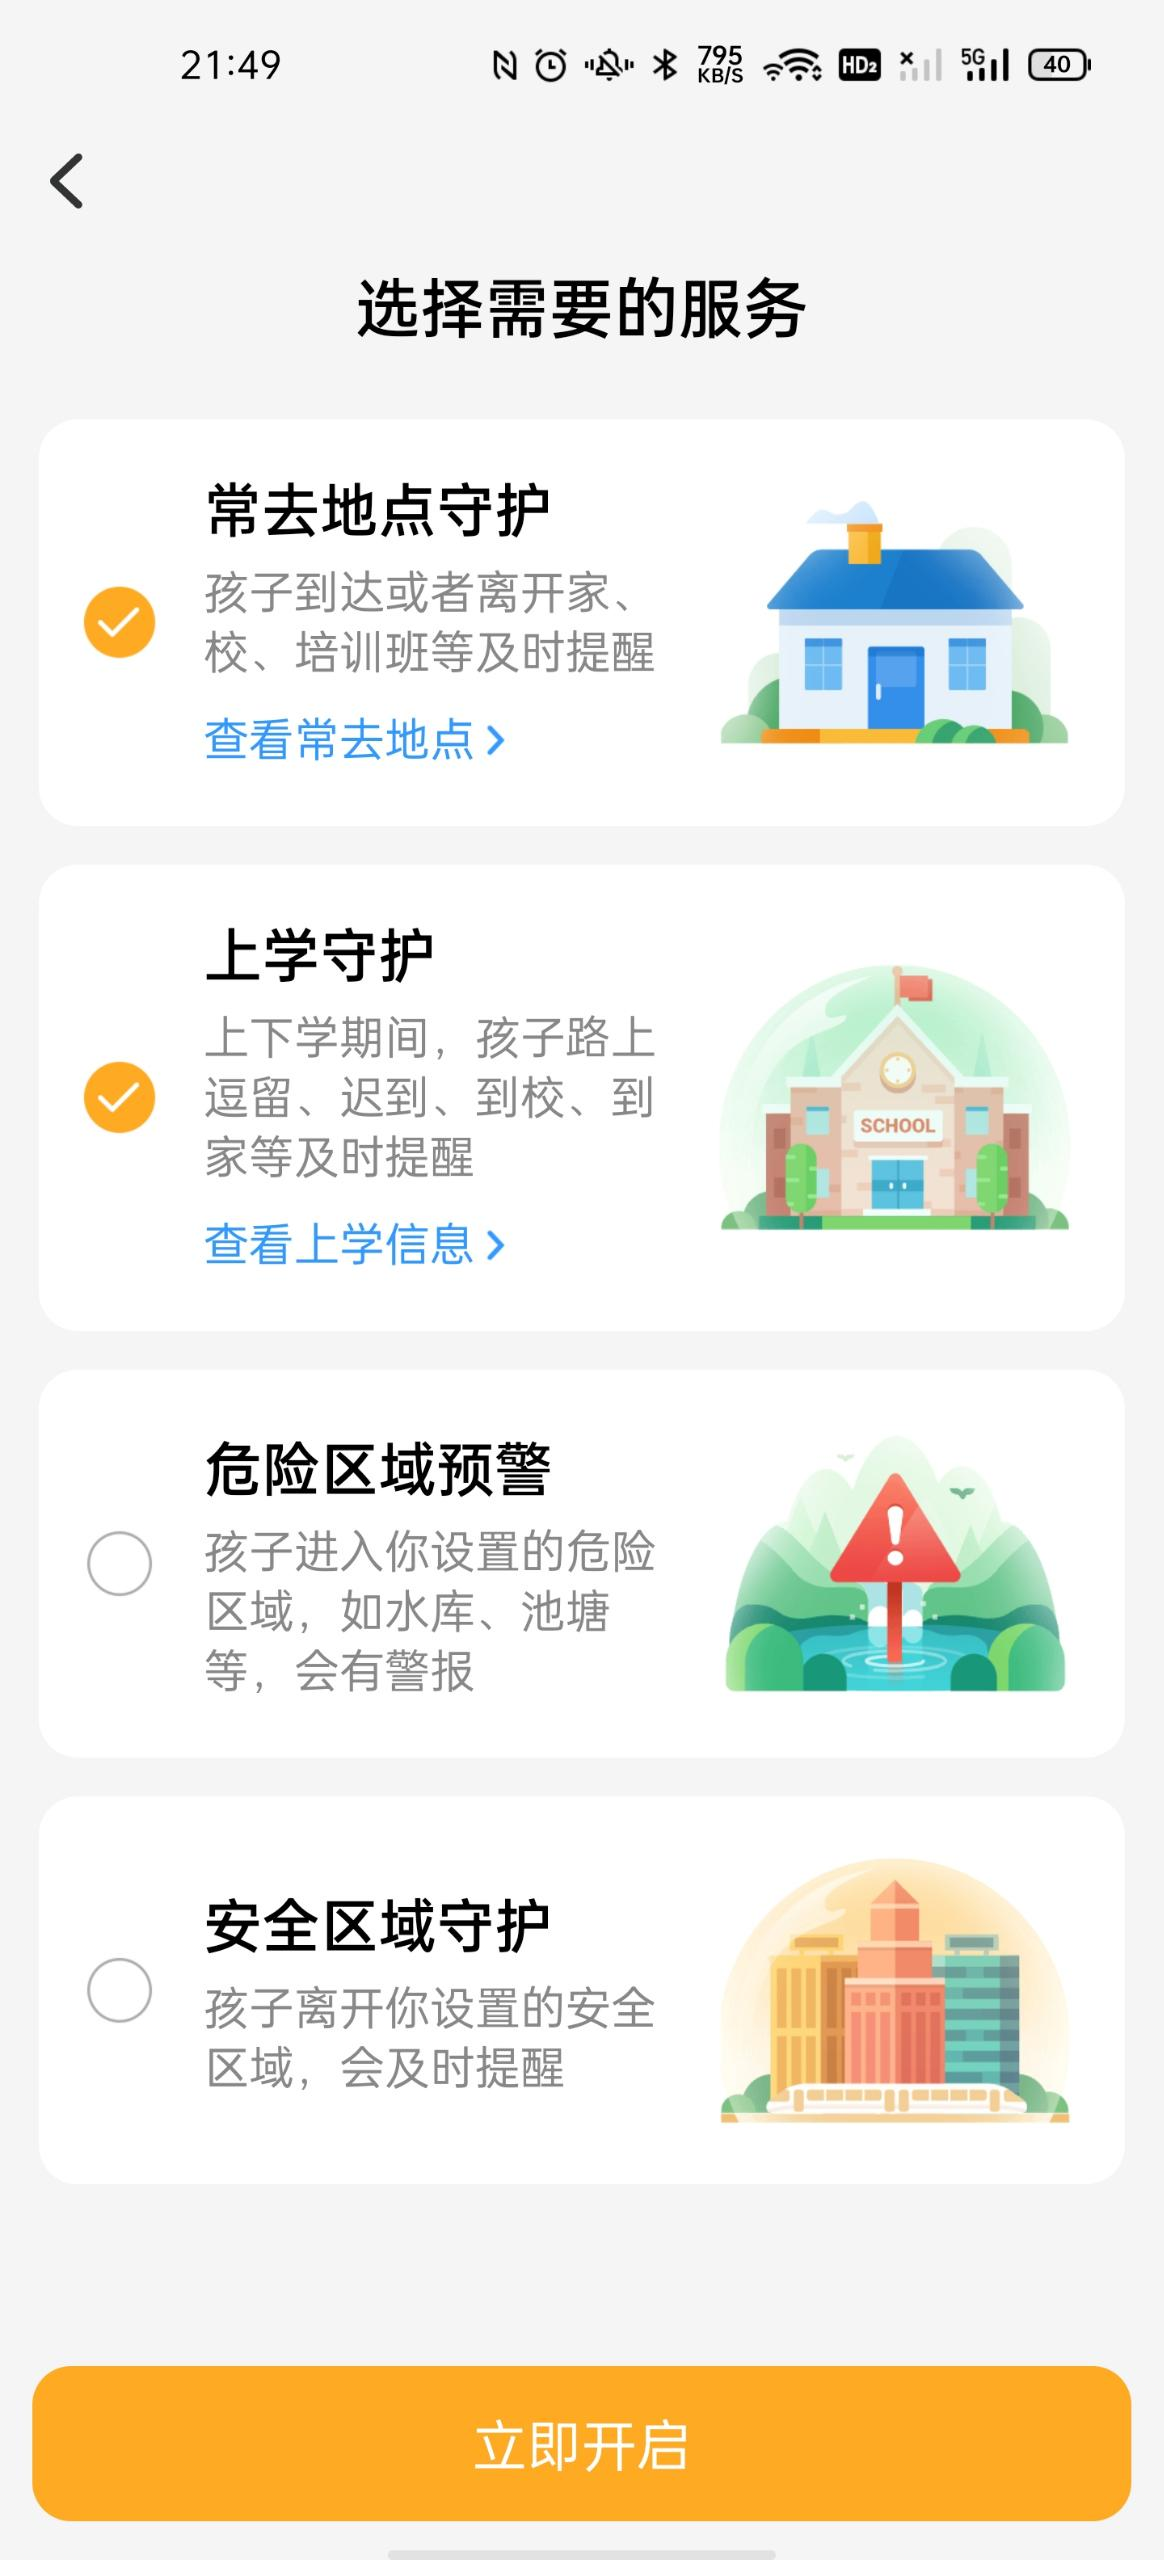 21:49
795
KB/S
HD2
5G
40
选择需要的服务
常去地点守护
孩子到达或者离开家、
校、培训班等及时提醒
查看常去地点
上学守护
上下学期间，孩子路上
逗留、迟到、到校、到
家等及时提醒
查看上学信息
SCHOOL
危险区域预警
孩子进入你设置的危险
区域，如水库、池塘
等，会有警报
安全区域守护
孩子离开你设置的安全
区域，会及时提醒
立即开启